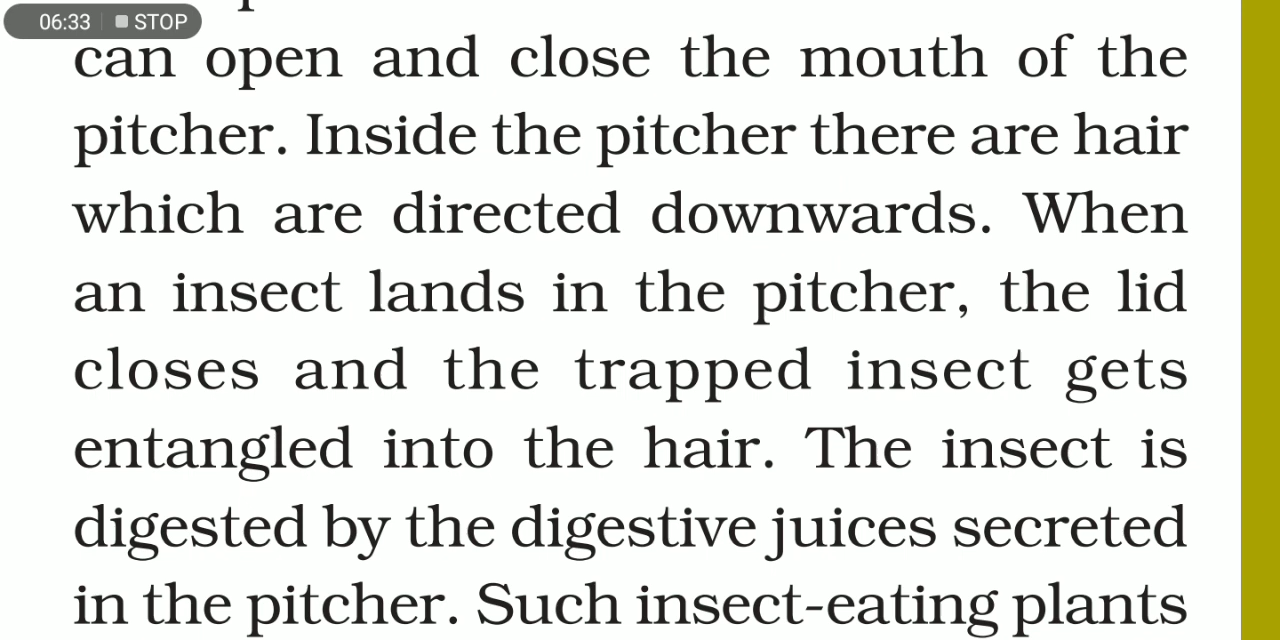 06:33 STOP
can open and close the mouth of the
pitcher. Inside the pitcher there are hair
which are directed downwards. When
an insect lands in the pitcher, the lid
closes and the trapped insect gets
entangled into the hair. The insect is
digested by the digestive juices secreted
in the pitcher. Such insect-eating plants